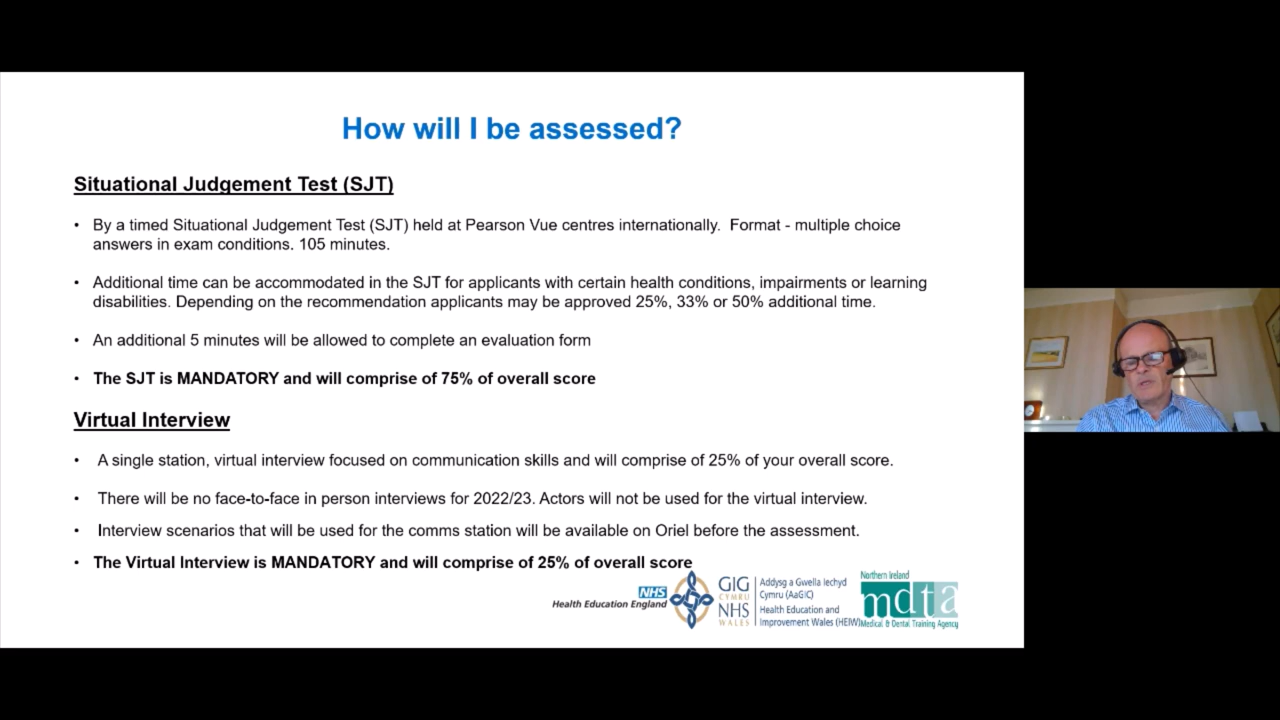 How will I be assessed?
Situational Judgement Test (SJT)
• By a timed Situational Judgement Test (SJT) held at Pearson Vue centres internationally.  Format - multiple choice
answers in exam conditions. 105 minutes.
• Additional time can be accommodated in the SJT for applicants with certain health conditions, impairments or learning
disabilities. Depending on the recommendation applicants may be approved 25%, 33% or 50% additional time.
• An additional 5 minutes will be allowed to complete an evaluation form
• The SJT is MANDATORY and will comprise of 75% of overall score
Virtual Interview
• A single station, virtual interview focused on communication skills and will comprise of 25% of your overall score.
• There will be no face-to-face in person interviews for 2022/23. Actors will not be used for the virtual interview.
• Interview scenarios that will be used for the comms station will be available on Oriel before the assessment.
• The Virtual Interview is MANDATORY and will comprise of 25% of overall score
NHS
Health Education England
GIG
CYMRU
NHS
WALES
Addysg a Gwella Iechyd
Cymru (AaGIC)
Health Education and
Improvement Wales (HEIW)
Northern Ireland
mdta
Medical & Dental Training Agency